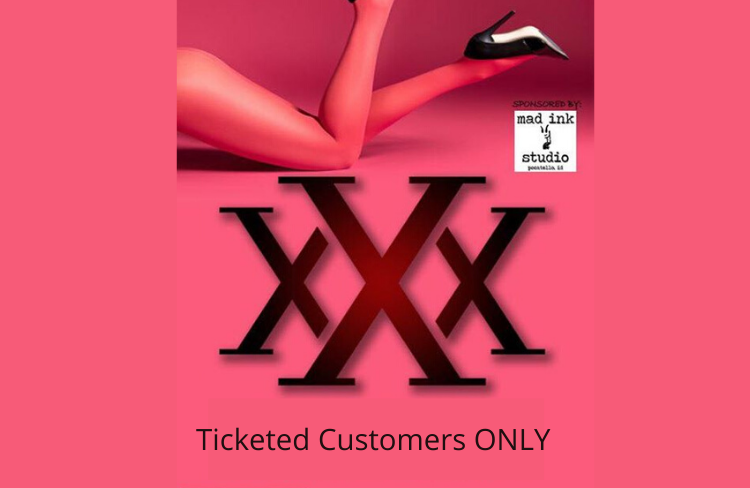 SPONSORED BY:
mad ink
studio
pocatello.id
XXX
Ticketed Customers ONLY